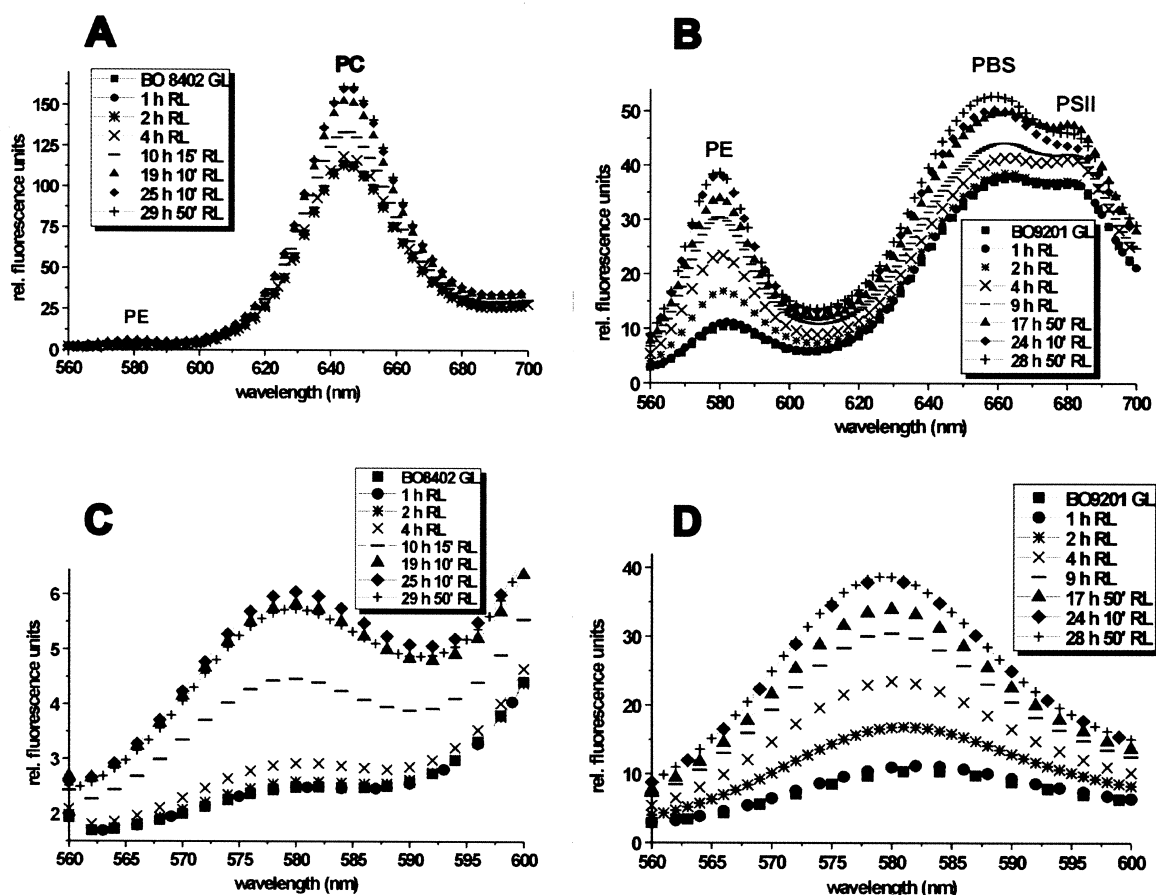 A
PC
BO 8402 GL
1 h RL
2 h RL
4 h RL
10 h 15' RL
19 h 10' RL
25 h 10' RL
29 h 50' RL
PE
rel. fluorescence units
150
125
100
75
50
25
0
560 580 600 620 640 660 680 700
wavelength (nm)
B
PBS
PSII
PE
BO9201 GL
1 h RL
2 h RL
4 h RL
9 h RL
17 h 50' RL
24 h 10' RL
28 h 50' RL
rel. fluorescence units
50
40
30
20
10
0
560 580 600 620 640 660 680 700
wavelength (nm)
C
BO8402 GL
1 h RL
2 h RL
4 h RL
10 h 15' RL
19 h 10' RL
25 h 10' RL
29 h 50' RL
rel. fluorescence units
6
5
4
3
2
560 565 570 575 580 585 590 595 600
wavelength (nm)
D
BO9201 GL
1 h RL
2 h RL
4 h RL
9 h RL
17 h 50' RL
24 h 10' RL
28 h 50' RL
rel. fluorescence units
40
30
20
10
0
560 565 570 575 580 585 590 595 600
wavelength (nm)